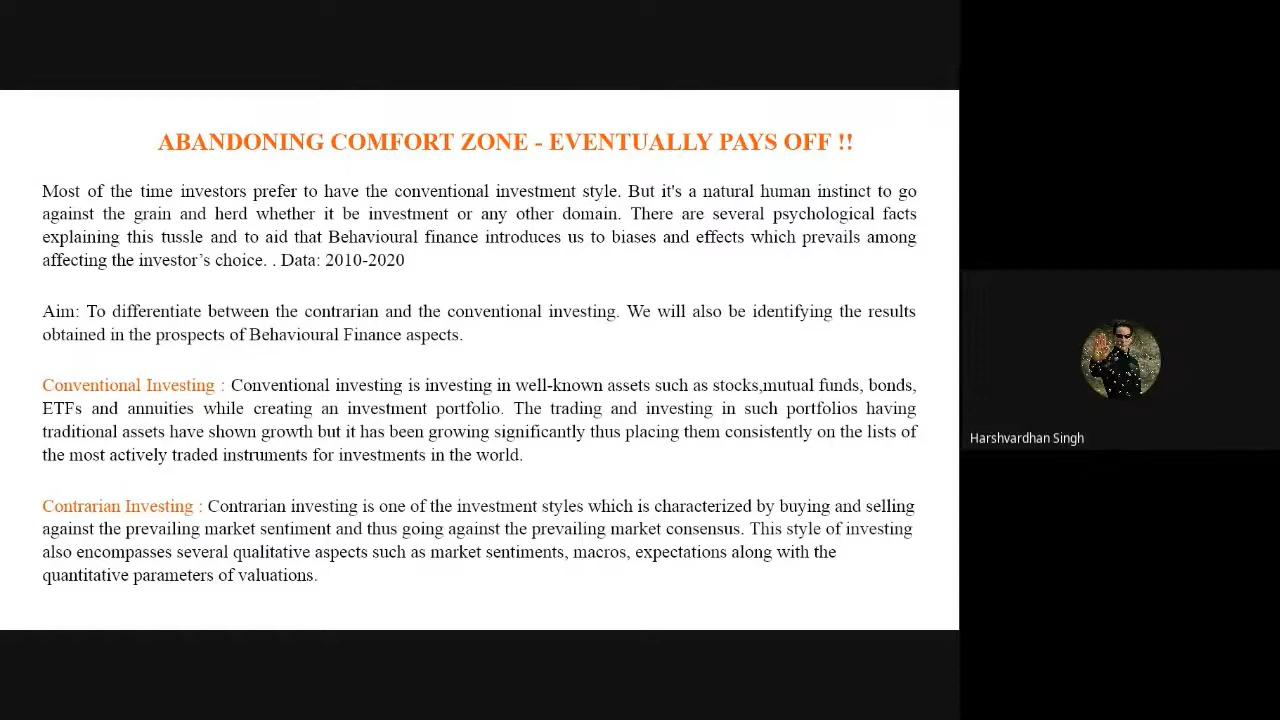 ABANDONING COMFORT ZONE - EVENTUALLY PAYS OFF !!
Most of the time investors prefer to have the conventional investment style. But it's a natural human instinct to go
against the grain and herd whether it be investment or any other domain. There are several psychological facts
explaining this tussle and to aid that Behavioural finance introduces us to biases and effects which prevails among
affecting the investor’s choice. . Data: 2010-2020
Aim: To differentiate between the contrarian and the conventional investing. We will also be identifying the results
obtained in the prospects of Behavioural Finance aspects.
Conventional Investing : Conventional investing is investing in well-known assets such as stocks,mutual funds, bonds,
ETFs and annuities while creating an investment portfolio. The trading and investing in such portfolios having
traditional assets have shown growth but it has been growing significantly thus placing them consistently on the lists of
the most actively traded instruments for investments in the world.
Contrarian Investing : Contrarian investing is one of the investment styles which is characterized by buying and selling
against the prevailing market sentiment and thus going against the prevailing market consensus. This style of investing
also encompasses several qualitative aspects such as market sentiments, macros, expectations along with the
quantitative parameters of valuations.
Harshvardhan Singh